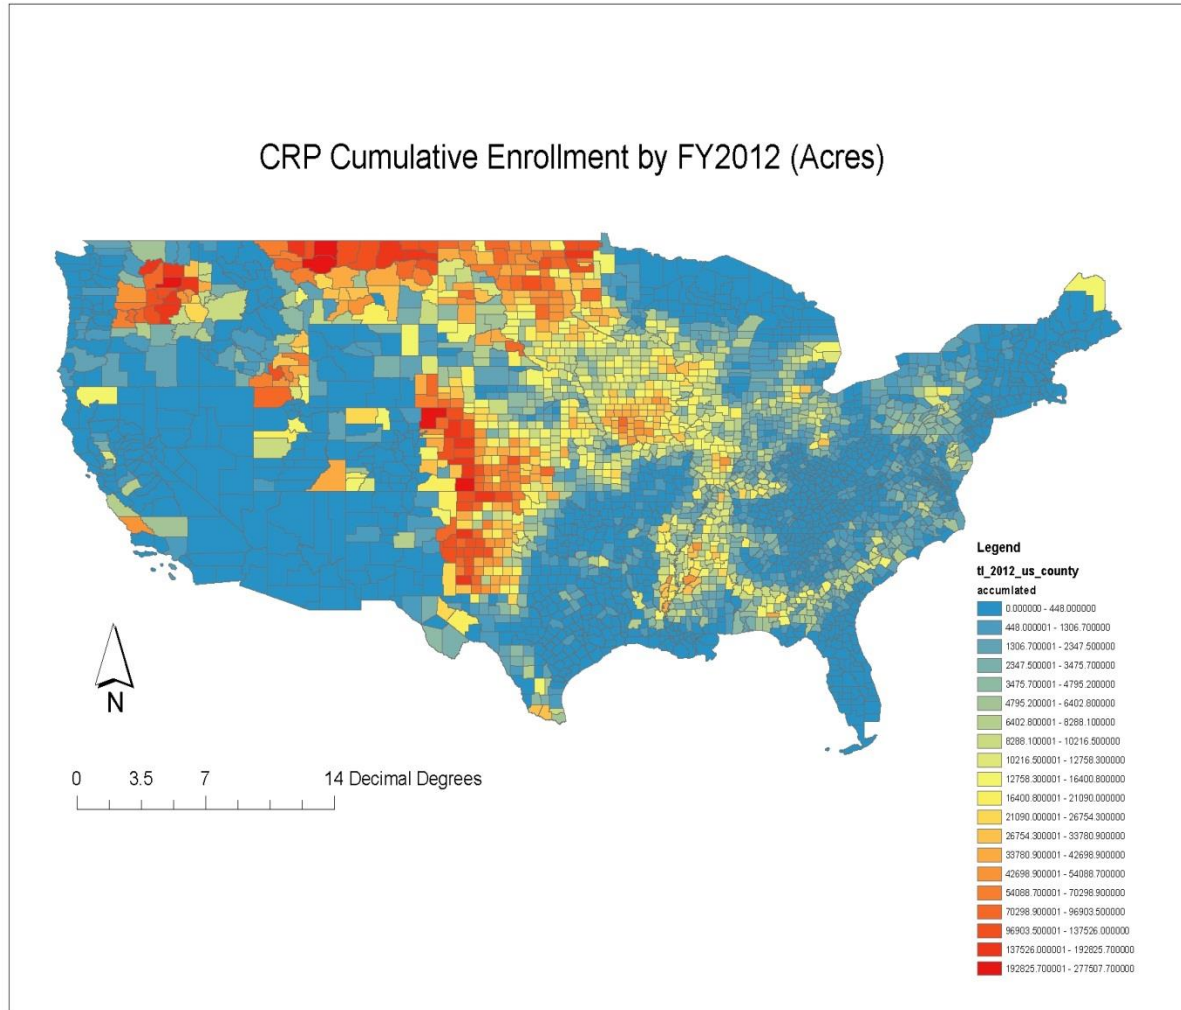 CRP Cumulative Enrollment by FY2012 (Acres)
Legend
tl_2012_us_county
accumlated
0.000000 - 448.000000
448.000001 - 1306.700000
1306.700001 - 2347.500000
2347.500001 - 3475.700000
3475.700001 - 4795.200000
4795.200001 - 6402.800000
6402.800001 - 8288.100000
8288.100001 - 10216.500000
10216.500001 - 12758.300000
12758.300001 - 16400.800000
16400.800001 - 21090.000000
21090.000001 - 26754.300000
26754.300001 - 33780.900000
33780.900001 - 42698.900000
42698.900001 - 54088.700000
54088.700001 - 70298.900000
70298.900001 - 96903.500000
96903.500001 - 137526.000000
137526.000001 - 192825.700000
192825.700001 - 277507.700000
N
0 3.5 7 14 Decimal Degrees